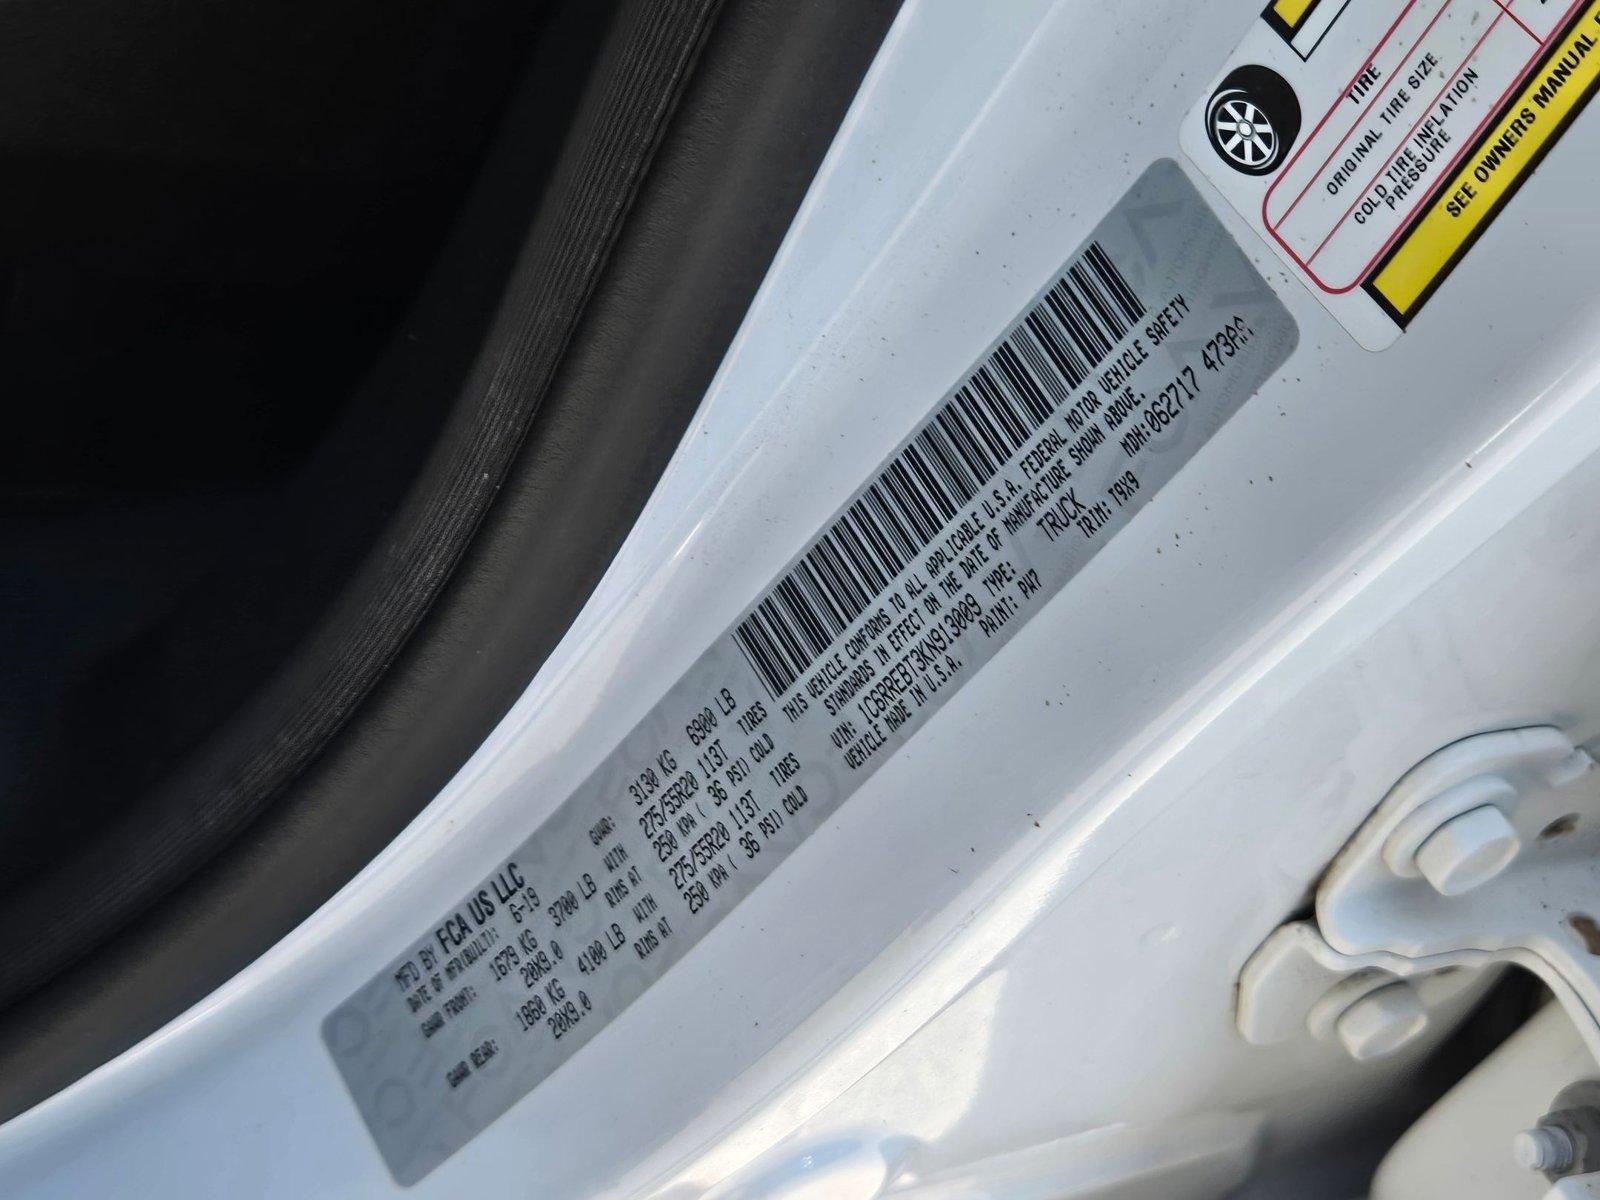 MFD BY FCA US LLC
DATE OF MFR(BUILT): 6-19
GVWR: 3130 KG 6900 LB
GAWR FRONT: 1679 KG 3700 LB WITH 275/55R20 113T TIRES
20X9.0 RIMS AT 250 KPA ( 36 PSI) COLD
GAWR REAR: 1860 KG 4100 LB WITH 275/55R20 113T TIRES
20X9.0 RIMS AT 250 KPA ( 36 PSI) COLD
THIS VEHICLE CONFORMS TO ALL APPLICABLE U.S.A. FEDERAL MOTOR VEHICLE SAFETY
STANDARDS IN EFFECT ON THE DATE OF MANUFACTURE SHOWN ABOVE.
VIN: 1C6RREBT3KN913009 TYPE: TRUCK MDH:062717 473AA
VEHICLE MADE IN U.S.A. PAINT: PW7 TRIM: T9X9
TIRE
ORIGINAL TIRE SIZE
COLD TIRE INFLATION
PRESSURE
SEE OWNERS MANUAL